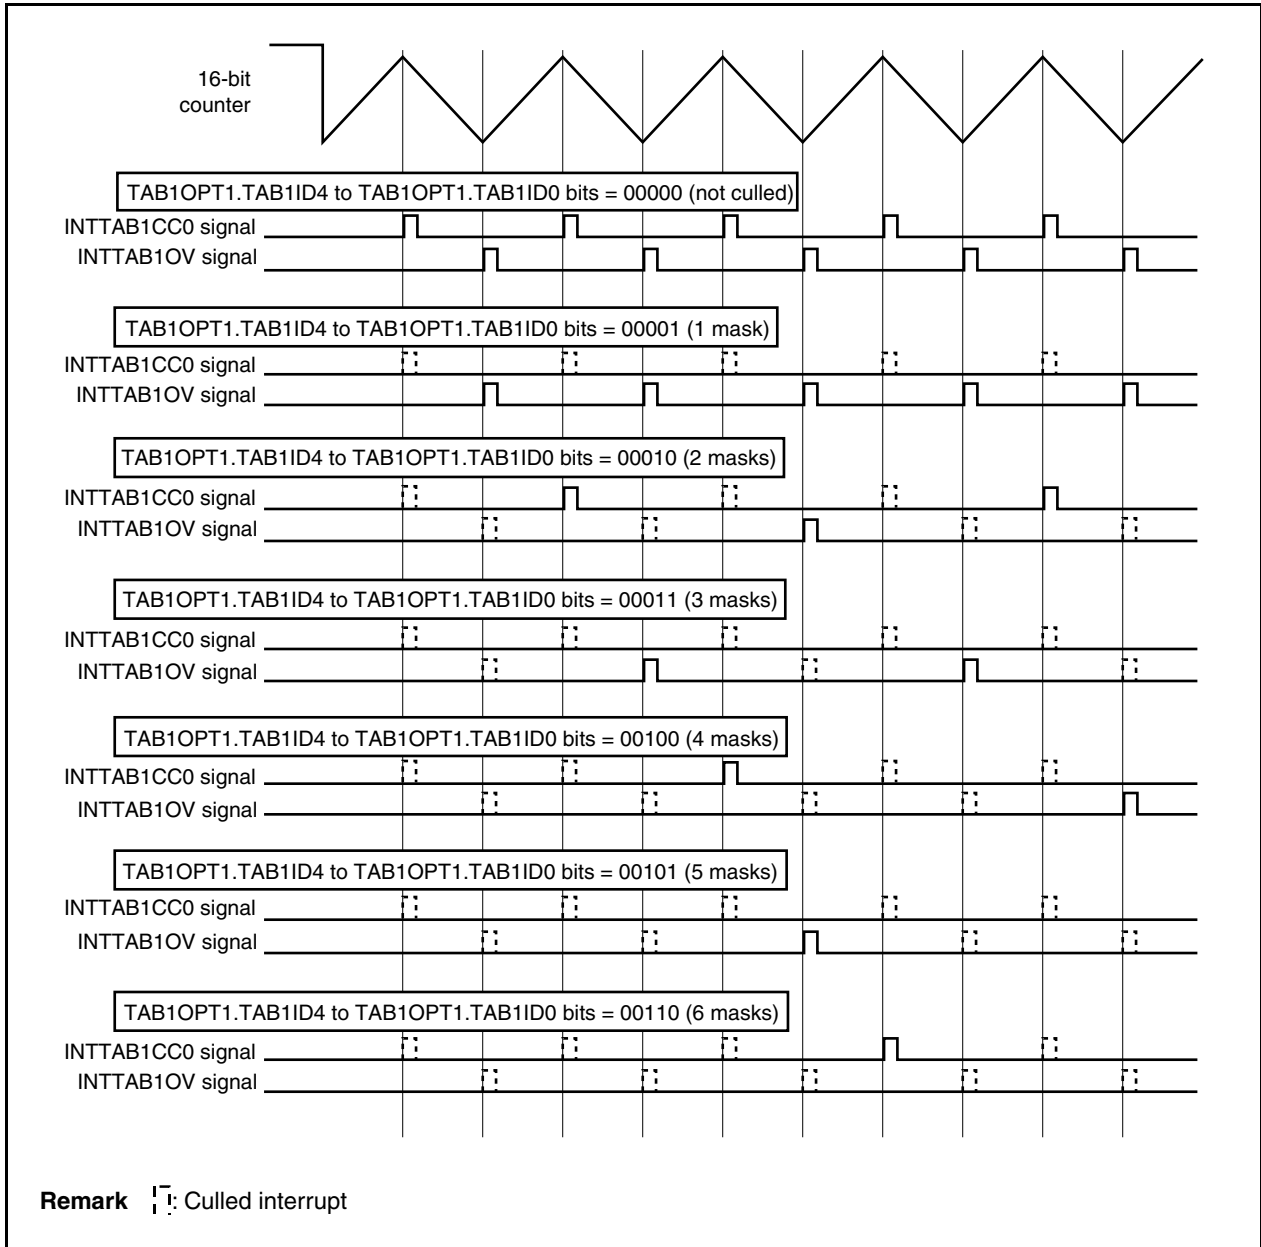 16-bit
counter
TAB1OPT1.TAB1ID4 to TAB1OPT1.TAB1ID0 bits = 00000 (not culled)
INTTAB1CC0 signal
INTTAB1OV signal
TAB1OPT1.TAB1ID4 to TAB1OPT1.TAB1ID0 bits = 00001 (1 mask)
INTTAB1CC0 signal
INTTAB1OV signal
TAB1OPT1.TAB1ID4 to TAB1OPT1.TAB1ID0 bits = 00010 (2 masks)
INTTAB1CC0 signal
INTTAB1OV signal
TAB1OPT1.TAB1ID4 to TAB1OPT1.TAB1ID0 bits = 00011 (3 masks)
INTTAB1CC0 signal
INTTAB1OV signal
TAB1OPT1.TAB1ID4 to TAB1OPT1.TAB1ID0 bits = 00100 (4 masks)
INTTAB1CC0 signal
INTTAB1OV signal
TAB1OPT1.TAB1ID4 to TAB1OPT1.TAB1ID0 bits = 00101 (5 masks)
INTTAB1CC0 signal
INTTAB1OV signal
TAB1OPT1.TAB1ID4 to TAB1OPT1.TAB1ID0 bits = 00110 (6 masks)
INTTAB1CC0 signal
INTTAB1OV signal
Remark : Culled interrupt